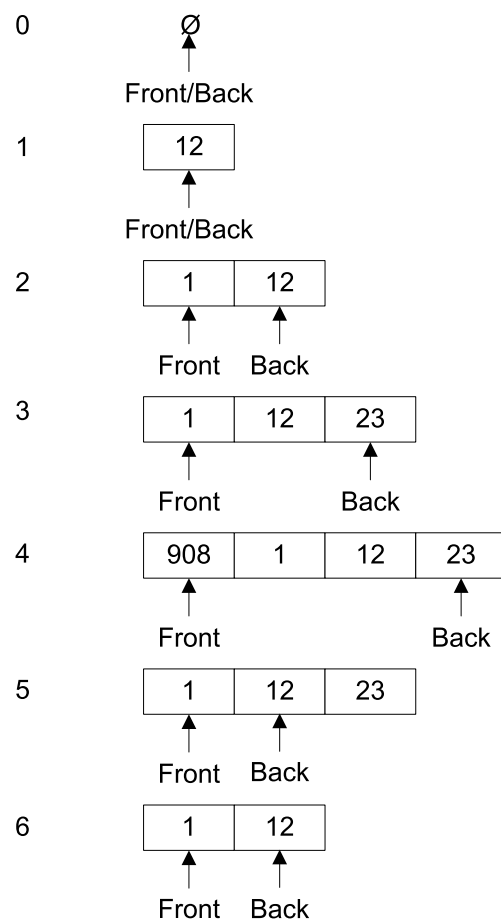 0 Ø
Front/Back
1 12
Front/Back
2 1 12
Front Back
3 1 12 23
Front Back
4 908 1 12 23
Front Back
5 1 12 23
Front Back
6 1 12
Front Back